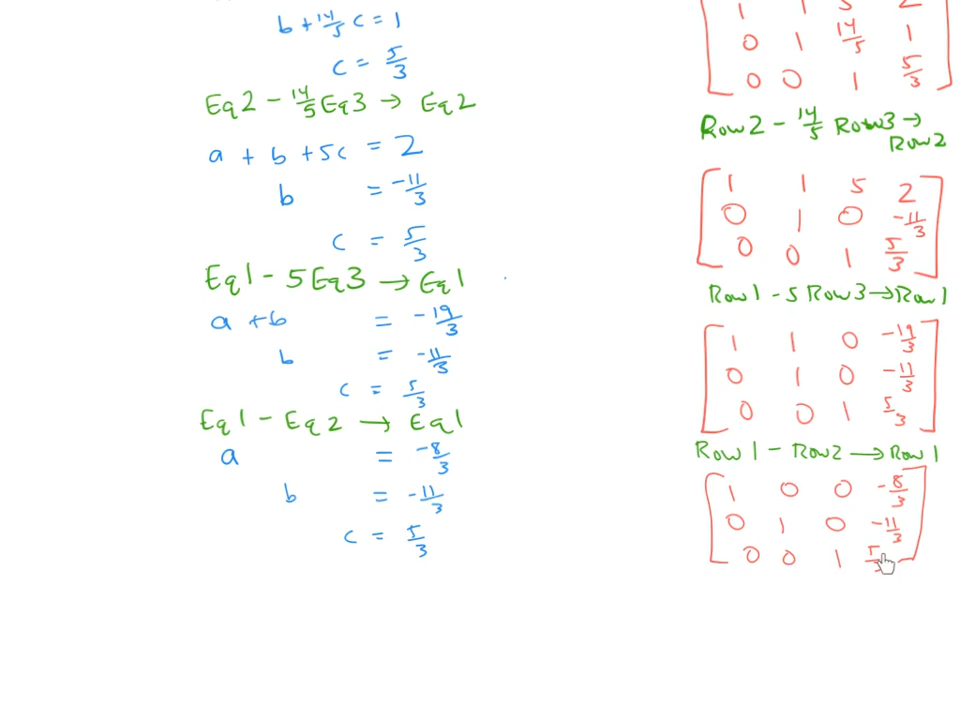 b + 14/5 c = 1
c = 5/3
Eq2 - 14/5 Eq3 → Eq2
a + b + 5c = 2
b = -11/3
c = 5/3
Eq1 - 5Eq3 → Eq1
a + b = -19/3
b = -11/3
c = 5/3
Eq1 - Eq2 → Eq1
a = -8/3
b = -11/3
c = 5/3
0 1 14/5 1
0 0 1 5/3
Row2 - 14/5 Row3 →
Row2
1 1 5 2
0 1 0 -11/3
0 0 1 5/3
Row1 - 5 Row3 → Row1
1 1 0 -19/3
0 1 0 -11/3
0 0 1 5/3
Row1 - Row2 → Row1
1 0 0 -8/3
0 1 0 -11/3
0 0 1 5/3